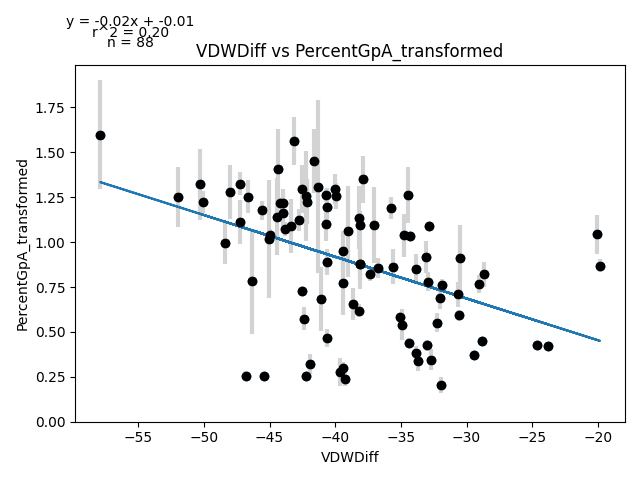 y = -0.02x + -0.01
r^2 = 0.20
n = 88
VDWDiff vs PercentGpA_transformed
PercentGpA_transformed
1.75
1.50
1.25
1.00
0.75
0.50
0.25
0.00
−55
−50
−45
−40
−35
−30
−25
−20
VDWDiff